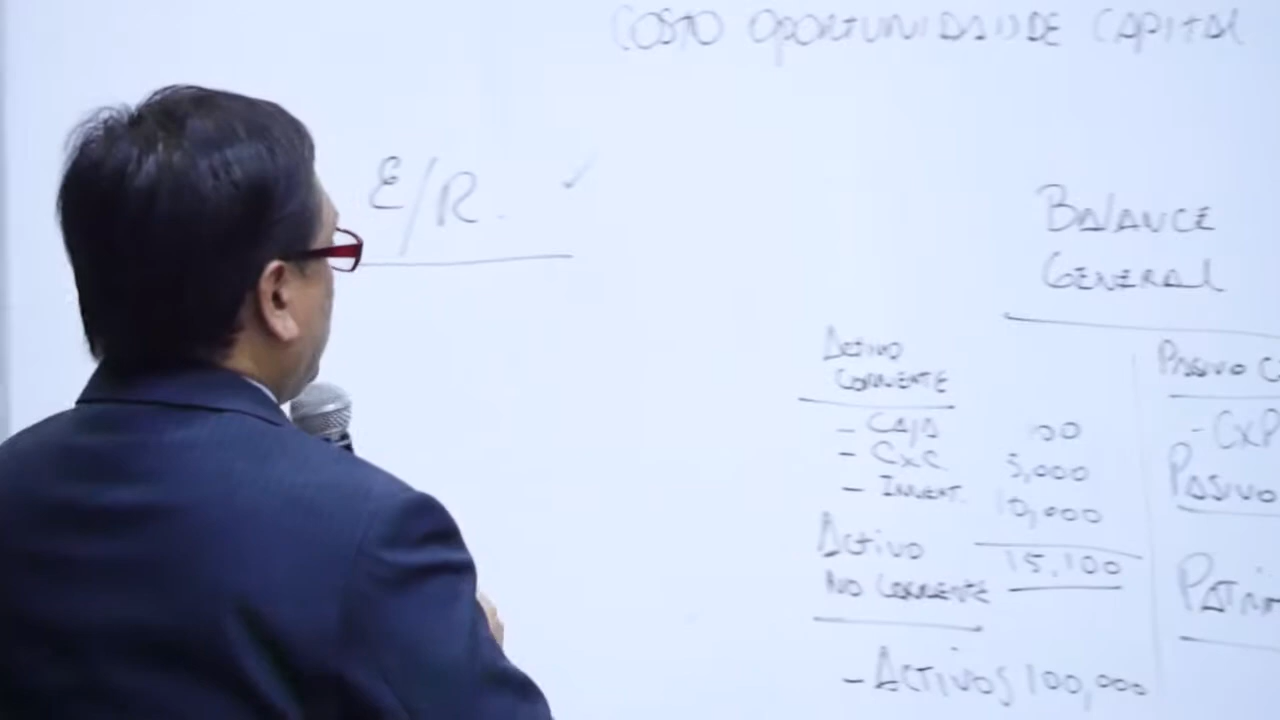 COSTO OPORTUNIDAD DE CAPITAL
E/R. ✓
BALANCE
GENERAL
Activo
CORRIENTE
- CAJA 100
- CXC 5,000
- INVENT. 10,000
15,100
Activo
NO CORRIENTE
- ACTIVOS 100,000
PASIVO C
- CXP
PASIVO
PATRIM